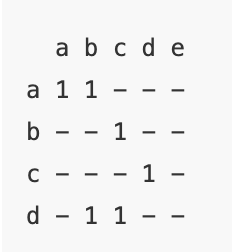 a b c d e
a 1 1 – – –
b – – 1 – –
c – – – 1 –
d – 1 1 – –